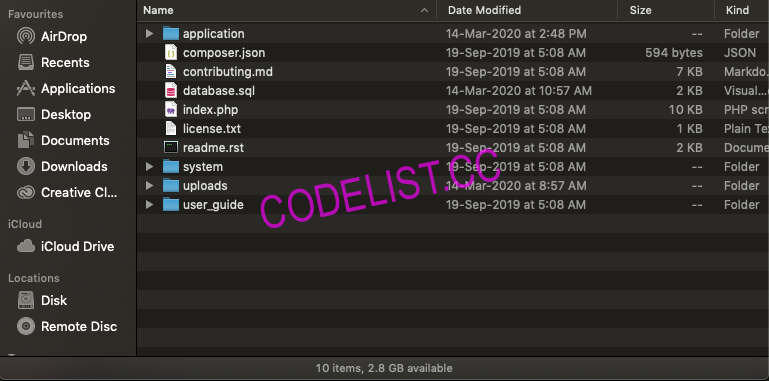 Favourites
AirDrop
Recents
Applications
Desktop
Documents
Downloads
Creative Cl...
iCloud
iCloud Drive
Locations
Disk
Remote Disc
Name Date Modified Size Kind
application 14-Mar-2020 at 2:48 PM -- Folder
composer.json 19-Sep-2019 at 5:08 AM 594 bytes JSON
contributing.md 19-Sep-2019 at 5:08 AM 7 KB Markdo...
database.sql 14-Mar-2020 at 10:57 AM 2 KB Visual...
index.php 19-Sep-2019 at 5:08 AM 10 KB PHP scr
license.txt 19-Sep-2019 at 5:08 AM 1 KB Plain Te
readme.rst 19-Sep-2019 at 5:08 AM 2 KB Docume
system 19-Sep-2019 at 5:08 AM -- Folder
uploads 14-Mar-2020 at 8:57 AM -- Folder
user_guide 19-Sep-2019 at 5:08 AM -- Folder
CODELIST.CC
10 items, 2.8 GB available